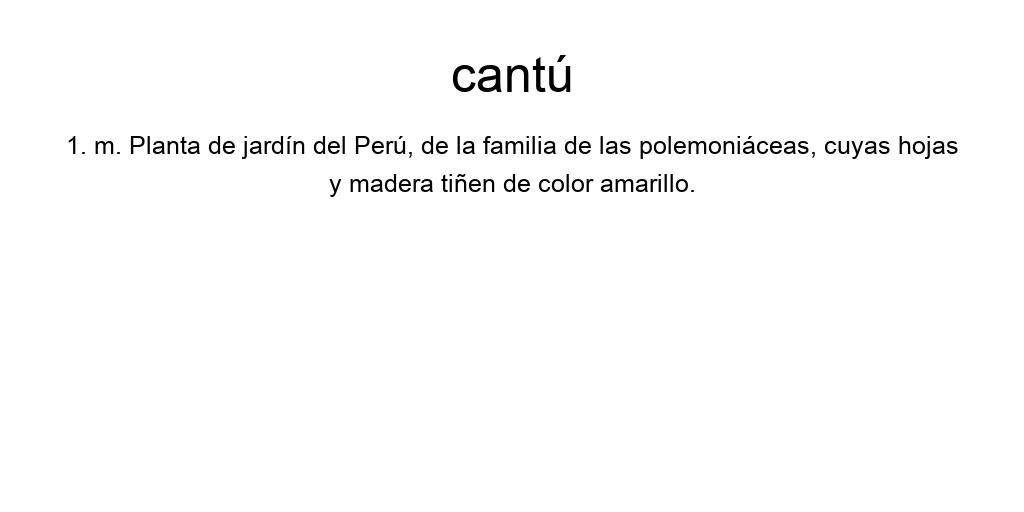 cantú
1. m. Planta de jardín del Perú, de la familia de las polemoniáceas, cuyas hojas
y madera tiñen de color amarillo.